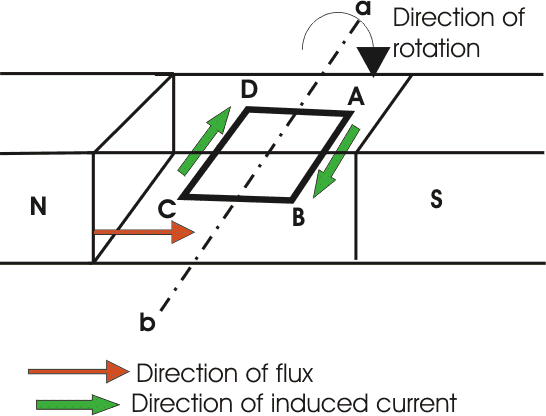 a
Direction of
rotation
D
A
N
C
B
S
b
Direction of flux
Direction of induced current